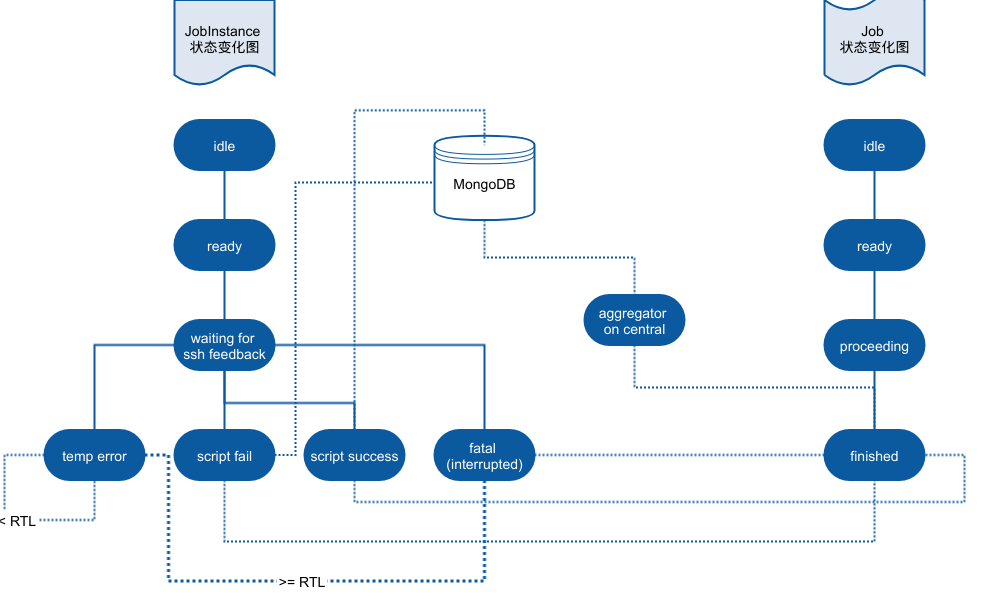 JobInstance
状态变化图
Job
状态变化图
idle
idle
MongoDB
ready
ready
aggregator
on central
waiting for
ssh feedback
proceeding
temp error
script fail
script success
fatal
(interrupted)
finished
< RTL
>= RTL